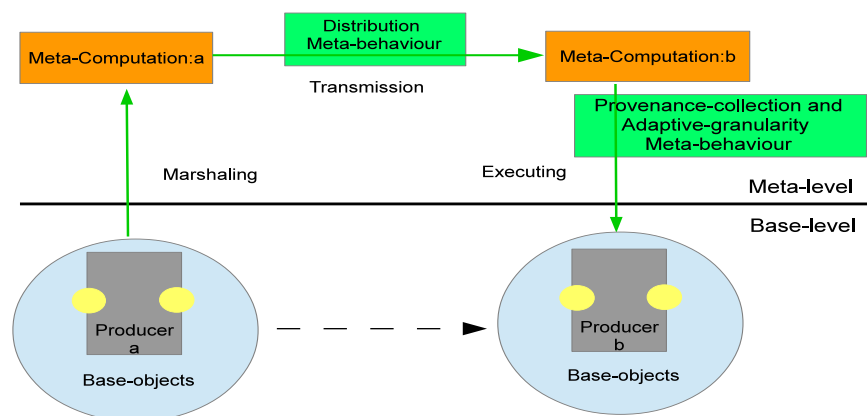 Distribution
Meta-behaviour
Meta-Computation:a
Meta-Computation:b
Transmission
Provenance-collection and
Adaptive-granularity
Meta-behaviour
Marshaling
Executing
Meta-level
Base-level
Producer
a
Base-objects
Producer
b
Base-objects